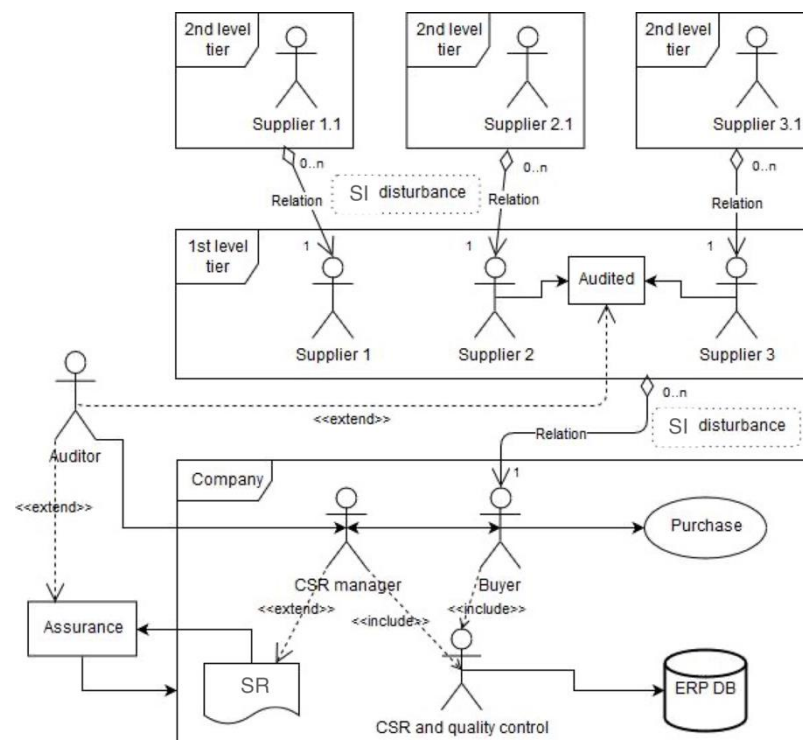 2nd level
tier
Supplier 1.1
2nd level
tier
Supplier 2.1
2nd level
tier
Supplier 3.1
0..n
0..n
0..n
Relation
SI disturbance
Relation
Relation
1st level
tier
1
1
1
Audited
Supplier 1
Supplier 2
Supplier 3
0..n
<<extend>>
SI disturbance
Relation
Auditor
1
Company
<<extend>>
Purchase
CSR manager
Buyer
<<extend>>
<<include>>
<<include>>
Assurance
SR
ERP DB
CSR and quality control